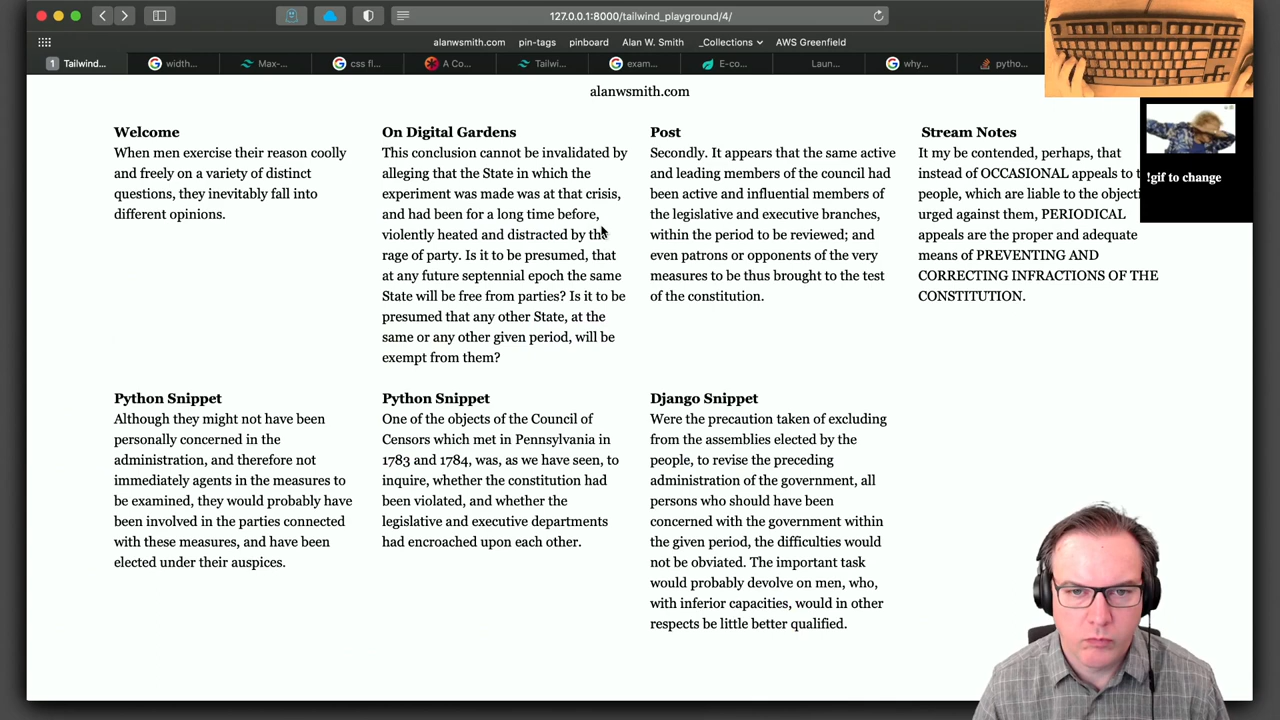 127.0.0.1:8000/tailwind_playground/4/
alanwsmith.com
pin-tags
pinboard
Alan W. Smith
_Collections
AWS Greenfield
1 Tailwind...
width...
Max-...
css fl...
A Co...
Tailwi...
exam...
E-co...
Laun...
why...
pytho...
alanwsmith.com
Welcome
When men exercise their reason coolly
and freely on a variety of distinct
questions, they inevitably fall into
different opinions.
On Digital Gardens
This conclusion cannot be invalidated by
alleging that the State in which the
experiment was made was at that crisis,
and had been for a long time before,
violently heated and distracted by the
rage of party. Is it to be presumed, that
at any future septennial epoch the same
State will be free from parties? Is it to be
presumed that any other State, at the
same or any other given period, will be
exempt from them?
Post
Secondly. It appears that the same active
and leading members of the council had
been active and influential members of
the legislative and executive branches,
within the period to be reviewed; and
even patrons or opponents of the very
measures to be thus brought to the test
of the constitution.
Stream Notes
It my be contended, perhaps, that
instead of OCCASIONAL appeals to
people, which are liable to the
urged against them, PERIODICAL
appeals are the proper and adequate
means of PREVENTING AND
CORRECTING INFRACTIONS OF THE
CONSTITUTION.
!gif to change
Python Snippet
Although they might not have been
personally concerned in the
administration, and therefore not
immediately agents in the measures to
be examined, they would probably have
been involved in the parties connected
with these measures, and have been
elected under their auspices.
Python Snippet
One of the objects of the Council of
Censors which met in Pennsylvania in
1783 and 1784, was, as we have seen, to
inquire, whether the constitution had
been violated, and whether the
legislative and executive departments
had encroached upon each other.
Django Snippet
Were the precaution taken of excluding
from the assemblies elected by the
people, to revise the preceding
administration of the government, all
persons who should have been
concerned with the government within
the given period, the difficulties would
not be obviated. The important task
would probably devolve on men, who,
with inferior capacities, would in other
respects be little better qualified.